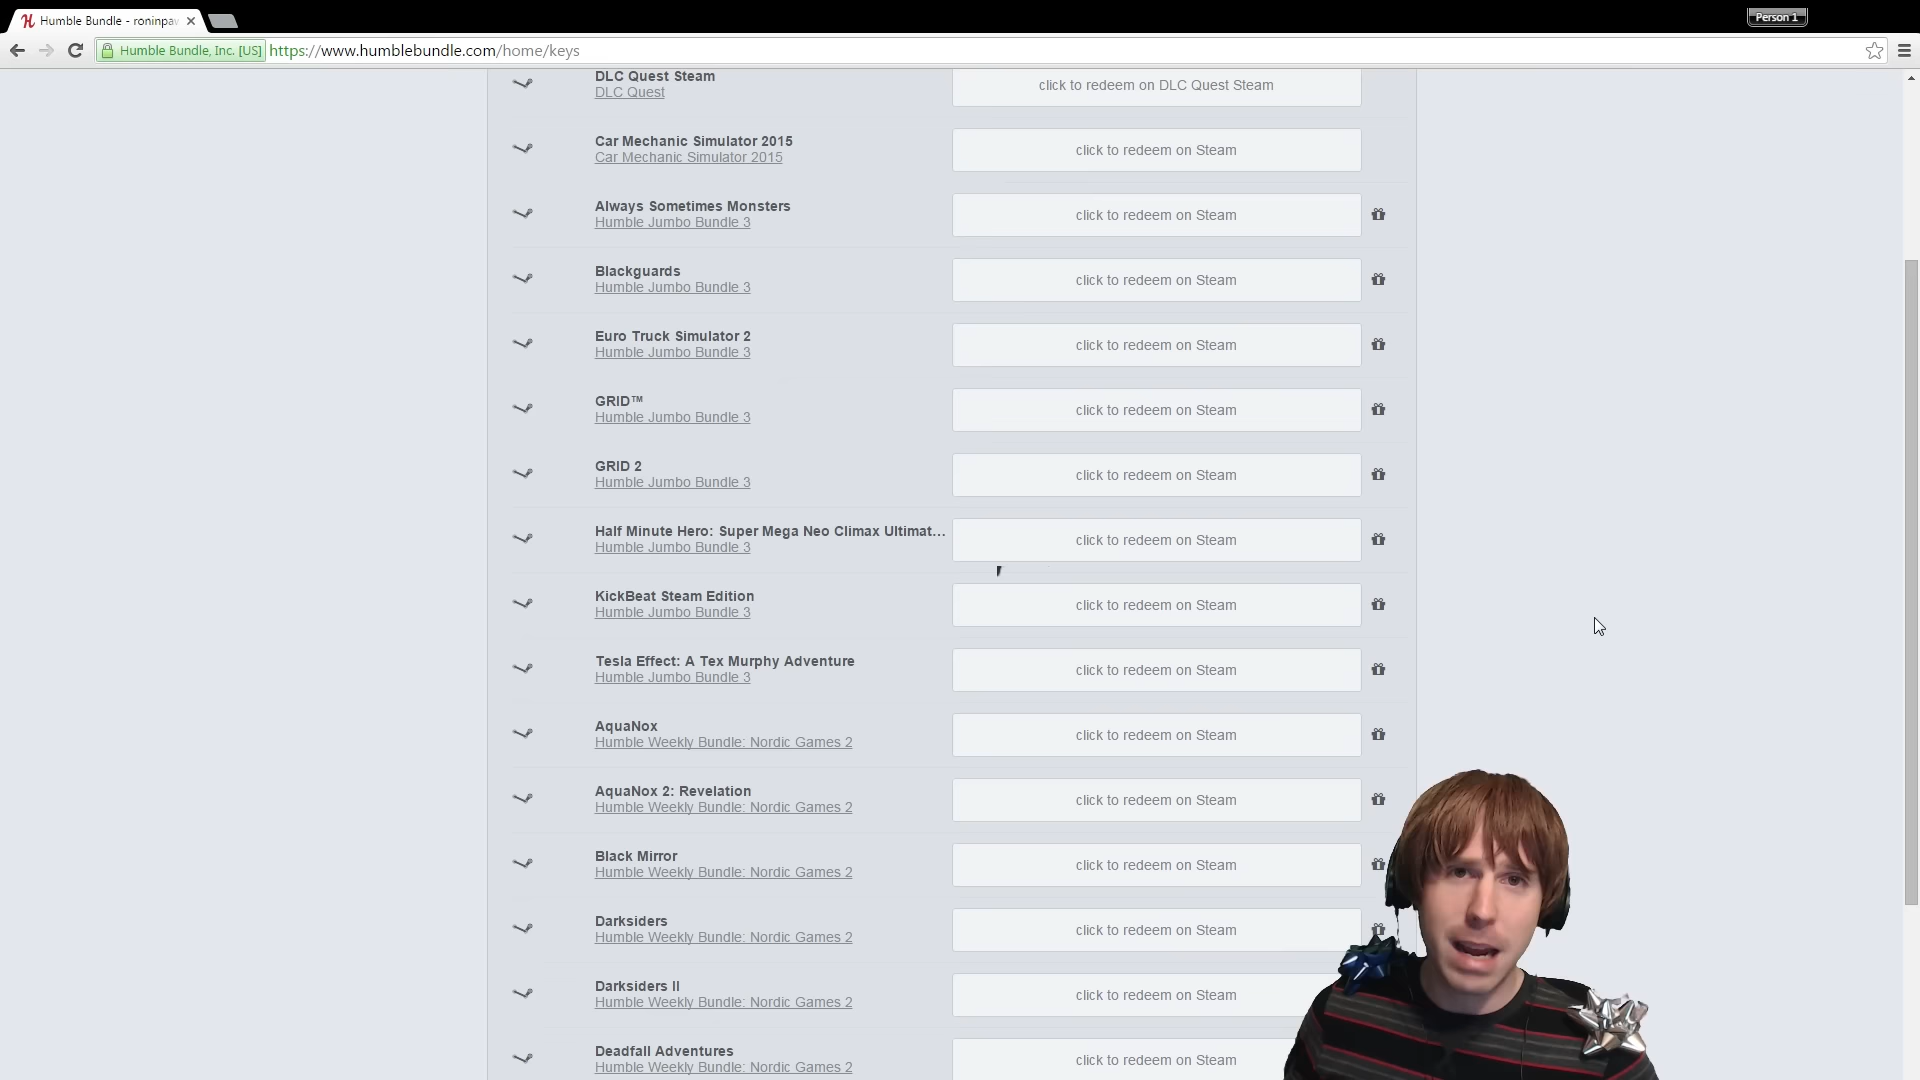 Humble Bundle - roninpaw
Person 1
Humble Bundle, Inc. [US]
https://www.humblebundle.com/home/keys
DLC Quest Steam
DLC Quest
click to redeem on DLC Quest Steam
Car Mechanic Simulator 2015
Car Mechanic Simulator 2015
click to redeem on Steam
Always Sometimes Monsters
Humble Jumbo Bundle 3
click to redeem on Steam
Blackguards
Humble Jumbo Bundle 3
click to redeem on Steam
Euro Truck Simulator 2
Humble Jumbo Bundle 3
click to redeem on Steam
GRID™
Humble Jumbo Bundle 3
click to redeem on Steam
GRID 2
Humble Jumbo Bundle 3
click to redeem on Steam
Half Minute Hero: Super Mega Neo Climax Ultimat...
Humble Jumbo Bundle 3
click to redeem on Steam
KickBeat Steam Edition
Humble Jumbo Bundle 3
click to redeem on Steam
Tesla Effect: A Tex Murphy Adventure
Humble Jumbo Bundle 3
click to redeem on Steam
AquaNox
Humble Weekly Bundle: Nordic Games 2
click to redeem on Steam
AquaNox 2: Revelation
Humble Weekly Bundle: Nordic Games 2
click to redeem on Steam
Black Mirror
Humble Weekly Bundle: Nordic Games 2
click to redeem on Steam
Darksiders
Humble Weekly Bundle: Nordic Games 2
click to redeem on Steam
Darksiders II
Humble Weekly Bundle: Nordic Games 2
click to redeem on Steam
Deadfall Adventures
Humble Weekly Bundle: Nordic Games 2
click to redeem on Steam